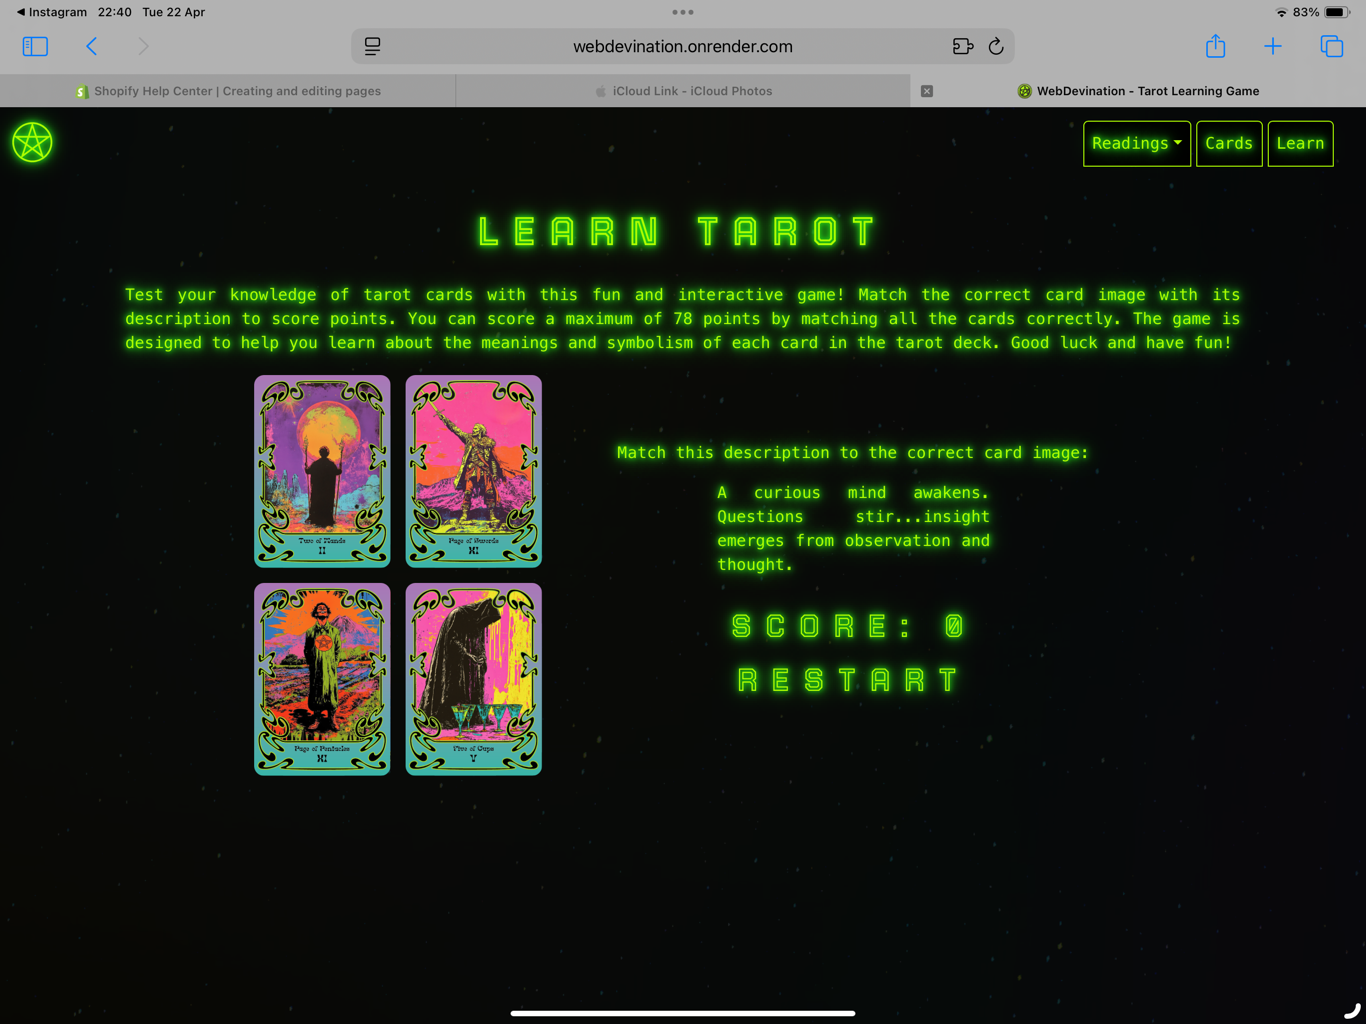 Instagram 22:40 Tue 22 Apr
83%
webdevination.onrender.com
Shopify Help Center | Creating and editing pages
iCloud Link - iCloud Photos
WebDevination - Tarot Learning Game
Readings
Cards
Learn
LEARN TAROT
Test your knowledge of tarot cards with this fun and interactive game! Match the correct card image with its
description to score points. You can score a maximum of 78 points by matching all the cards correctly. The game is
designed to help you learn about the meanings and symbolism of each card in the tarot deck. Good luck and have fun!
Two of Wands
II
Page of Swords
XI
Page of Pentacles
XI
Five of Cups
V
Match this description to the correct card image:
A curious mind awakens.
Questions stir...insight
emerges from observation and
thought.
SCORE: 0
RESTART